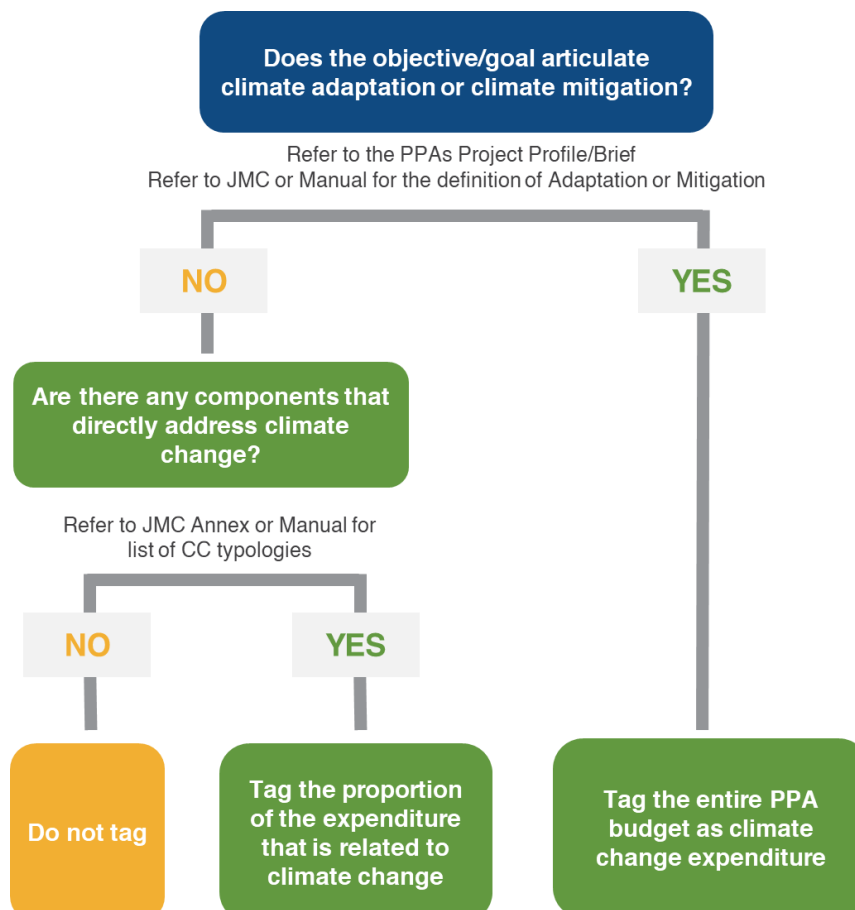 Does the objective/goal articulate
climate adaptation or climate mitigation?
Refer to the PPAs Project Profile/Brief
Refer to JMC or Manual for the definition of Adaptation or Mitigation
NO
YES
Are there any components that
directly address climate
change?
Refer to JMC Annex or Manual for
list of CC typologies
NO
YES
Do not tag
Tag the proportion
of the expenditure
that is related to
climate change
Tag the entire PPA
budget as climate
change expenditure